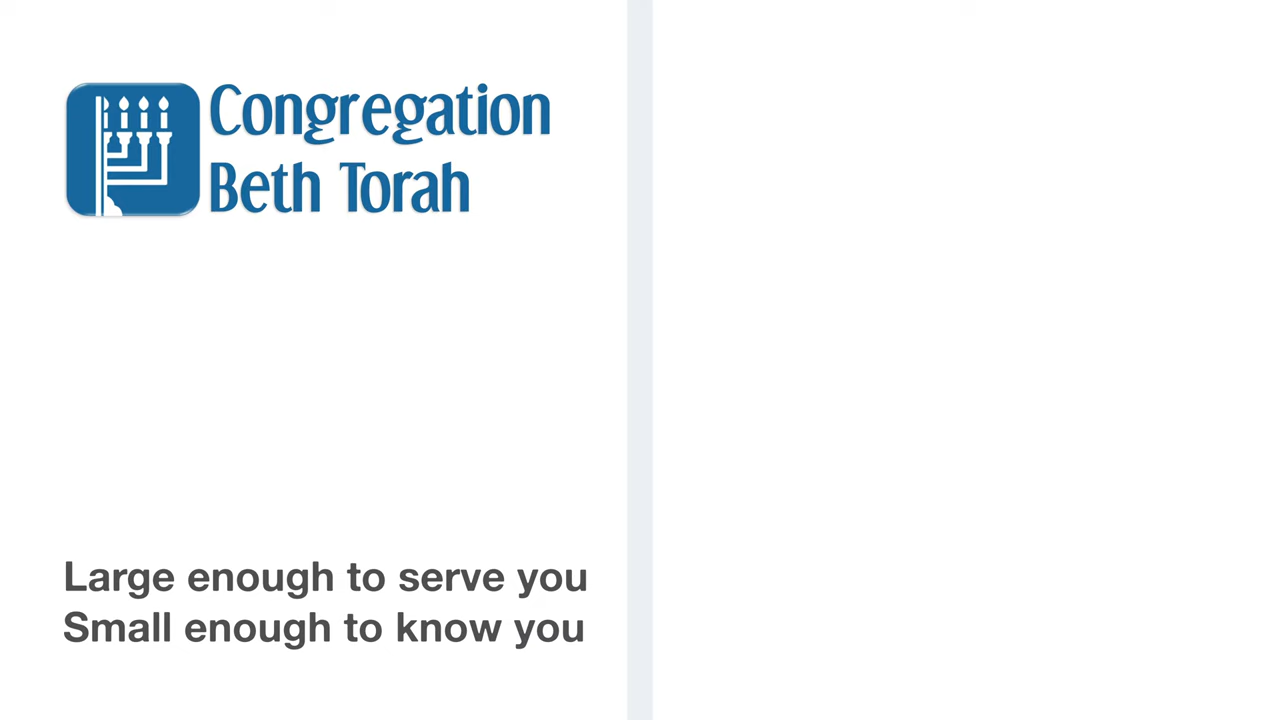 Congregation
Beth Torah
Large enough to serve you
Small enough to know you